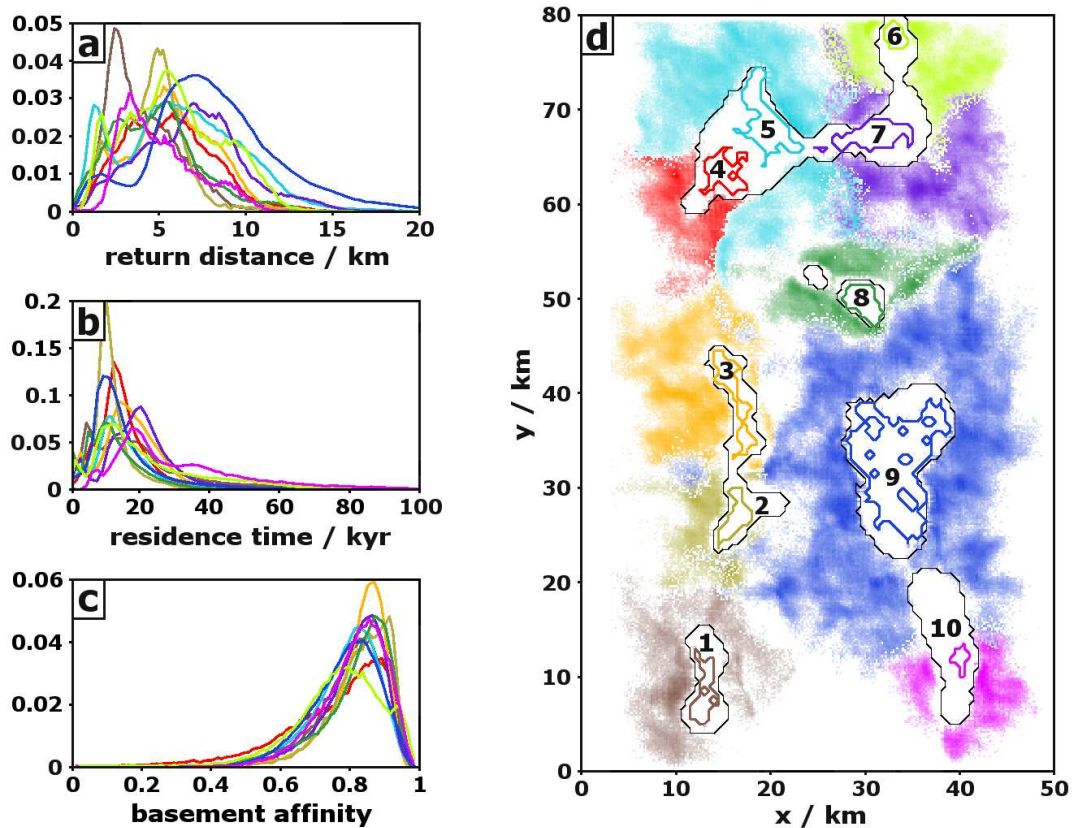 a
0.05
0.04
0.03
0.02
0.01
0
0 5 10 15 20
return distance / km
b
0.2
0.15
0.1
0.05
0
0 20 40 60 80 100
residence time / kyr
c
0.06
0.04
0.02
0
0 0.2 0.4 0.6 0.8 1
basement affinity
d
80
70
60
50
40
30
20
10
0
y / km
6
5
7
4
8
3
9
2
10
1
0 10 20 30 40 50
x / km